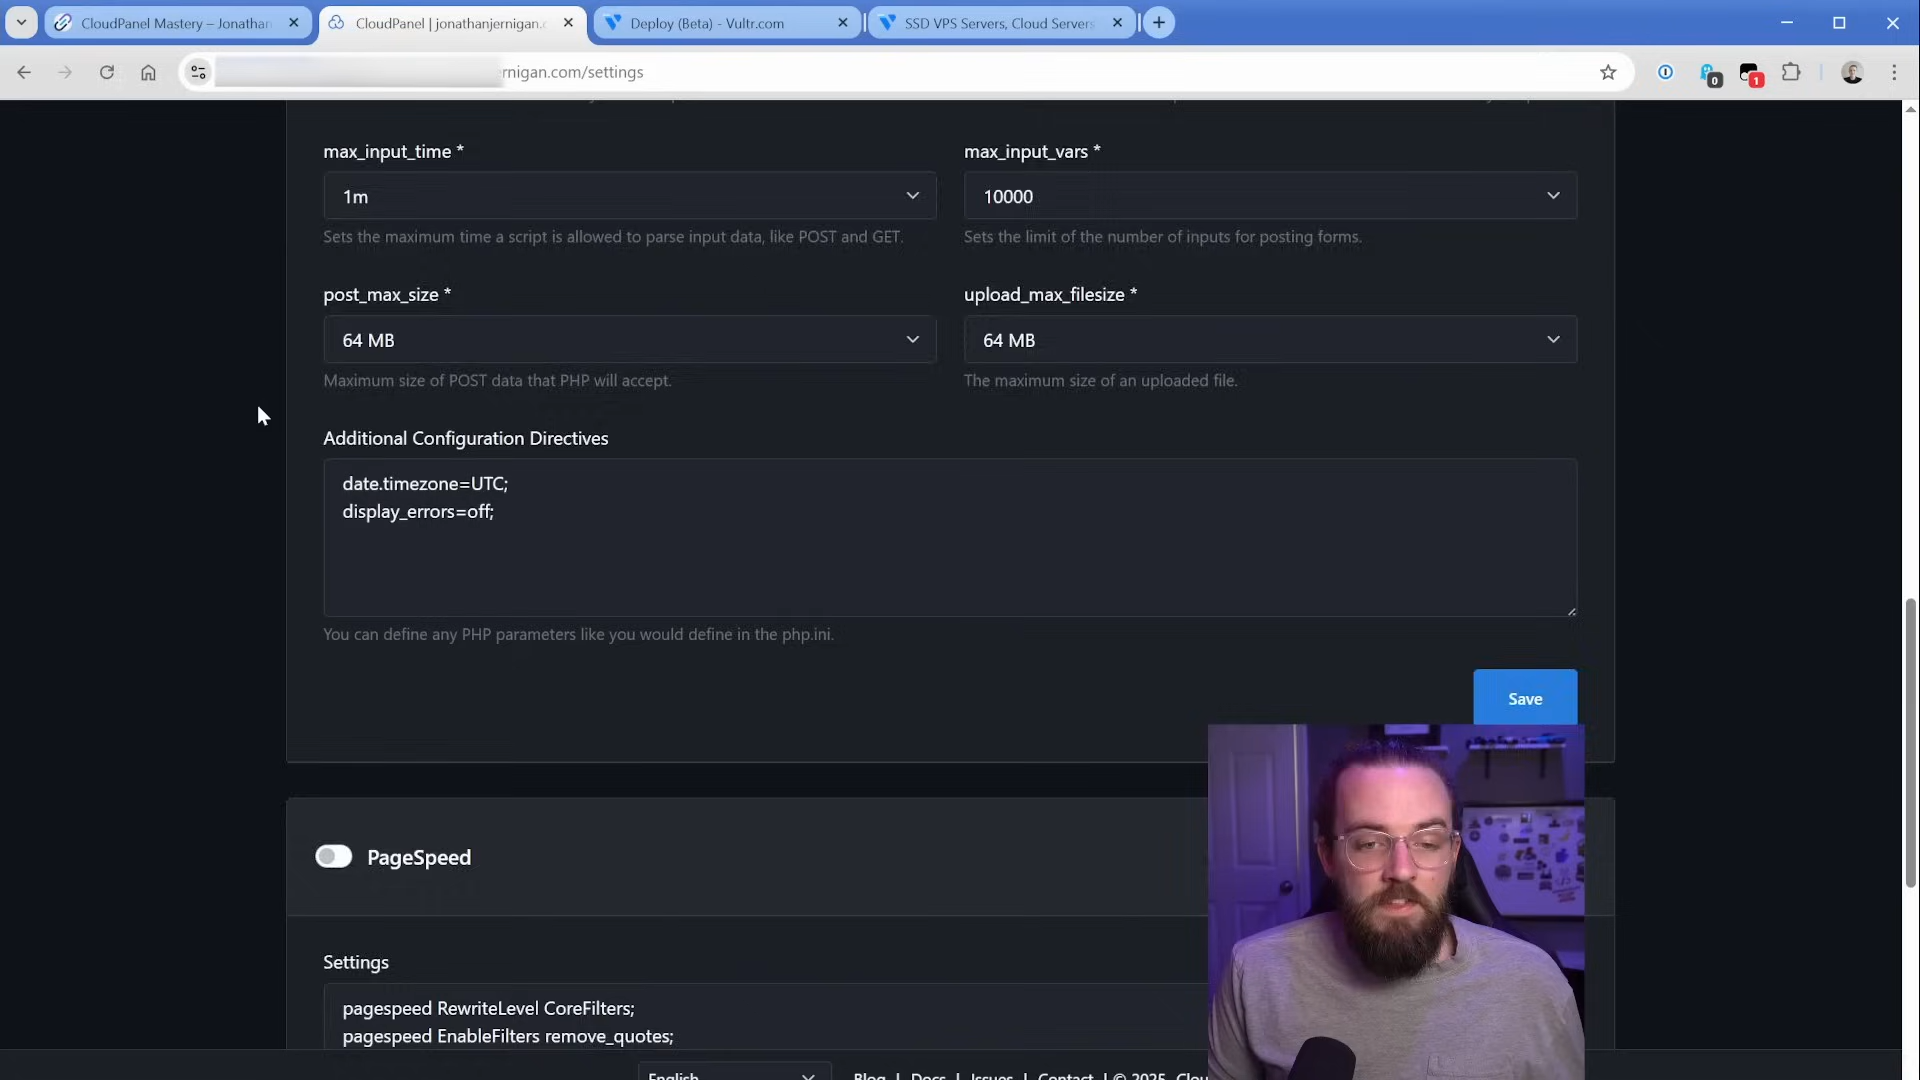 CloudPanel Mastery – Jonathan
CloudPanel | jonathanjernigan.c
Deploy (Beta) - Vultr.com
SSD VPS Servers, Cloud Servers
rnigan.com/settings
0
1
max_input_time *
max_input_vars *
1m
10000
Sets the maximum time a script is allowed to parse input data, like POST and GET.
Sets the limit of the number of inputs for posting forms.
post_max_size *
upload_max_filesize *
64 MB
64 MB
Maximum size of POST data that PHP will accept.
The maximum size of an uploaded file.
Additional Configuration Directives
date.timezone=UTC;
display_errors=off;
You can define any PHP parameters like you would define in the php.ini.
Save
PageSpeed
Settings
pagespeed RewriteLevel CoreFilters;
pagespeed EnableFilters remove_quotes;
English
Blog | Docs | Issues | Contact | © 2025 Clou